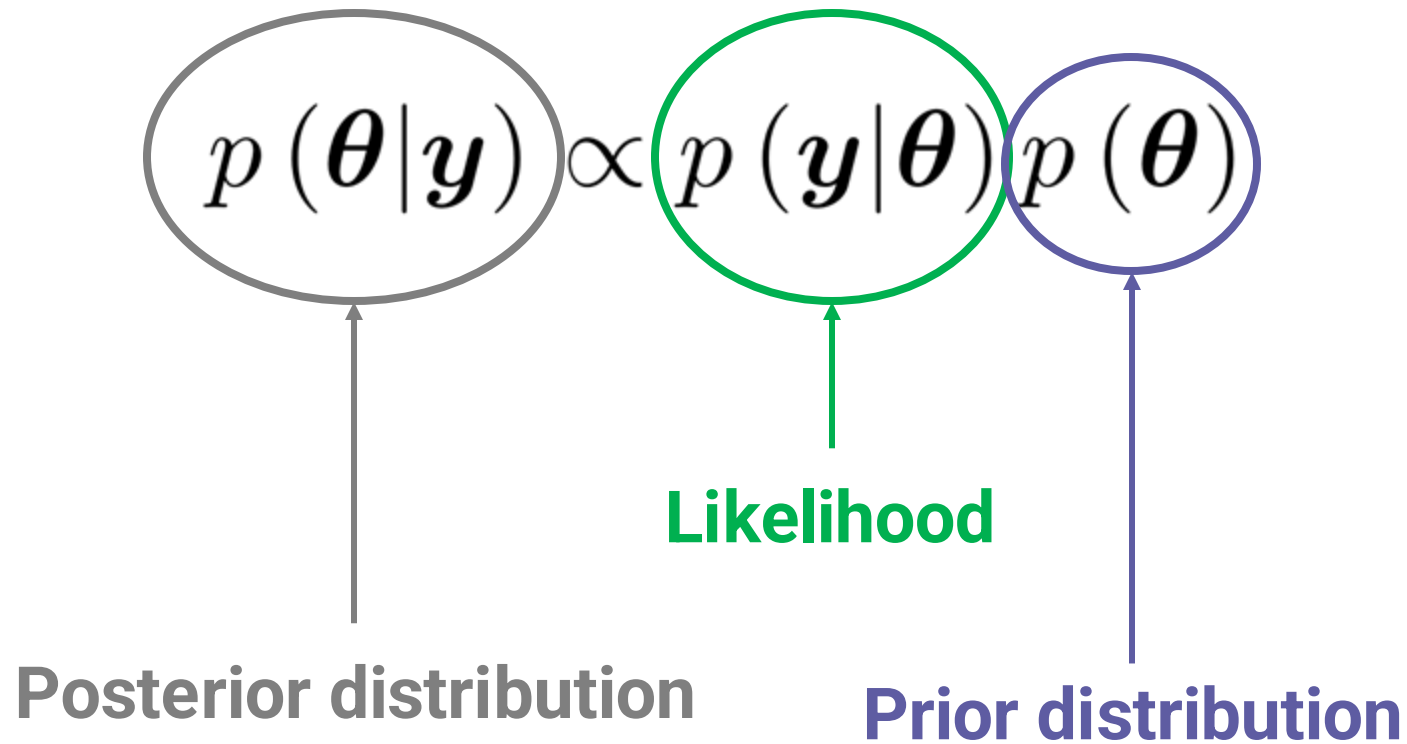 p (θ|y) ∝ p (y|θ) p (θ)
Likelihood
Posterior distribution
Prior distribution